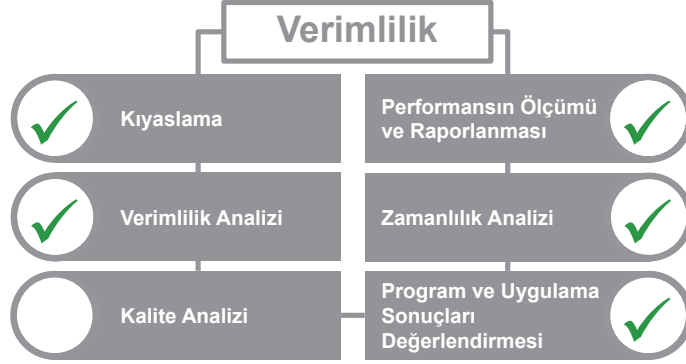 Verimlilik
Kıyaslama
Performansın Ölçümü
ve Raporlanması
Verimlilik Analizi
Zamanlılık Analizi
Kalite Analizi
Program ve Uygulama
Sonuçları
Değerlendirmesi